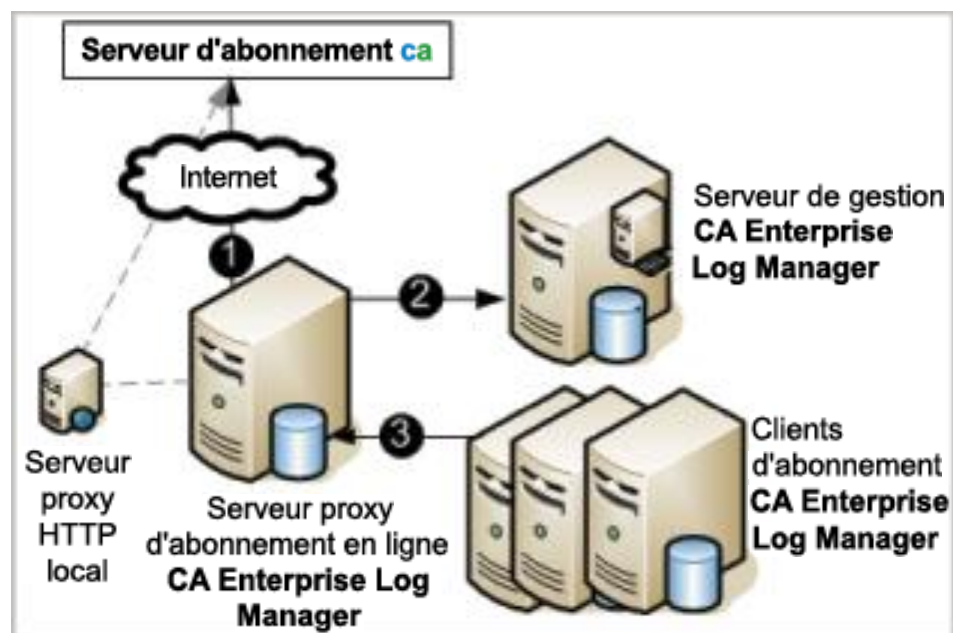 Serveur d'abonnement ca
Internet
1
2
3
Serveur de gestion
CA Enterprise
Log Manager
Serveur
proxy
HTTP
local
Serveur proxy
d'abonnement en ligne
CA Enterprise Log
Manager
Clients
d'abonnement
CA Enterprise
Log Manager